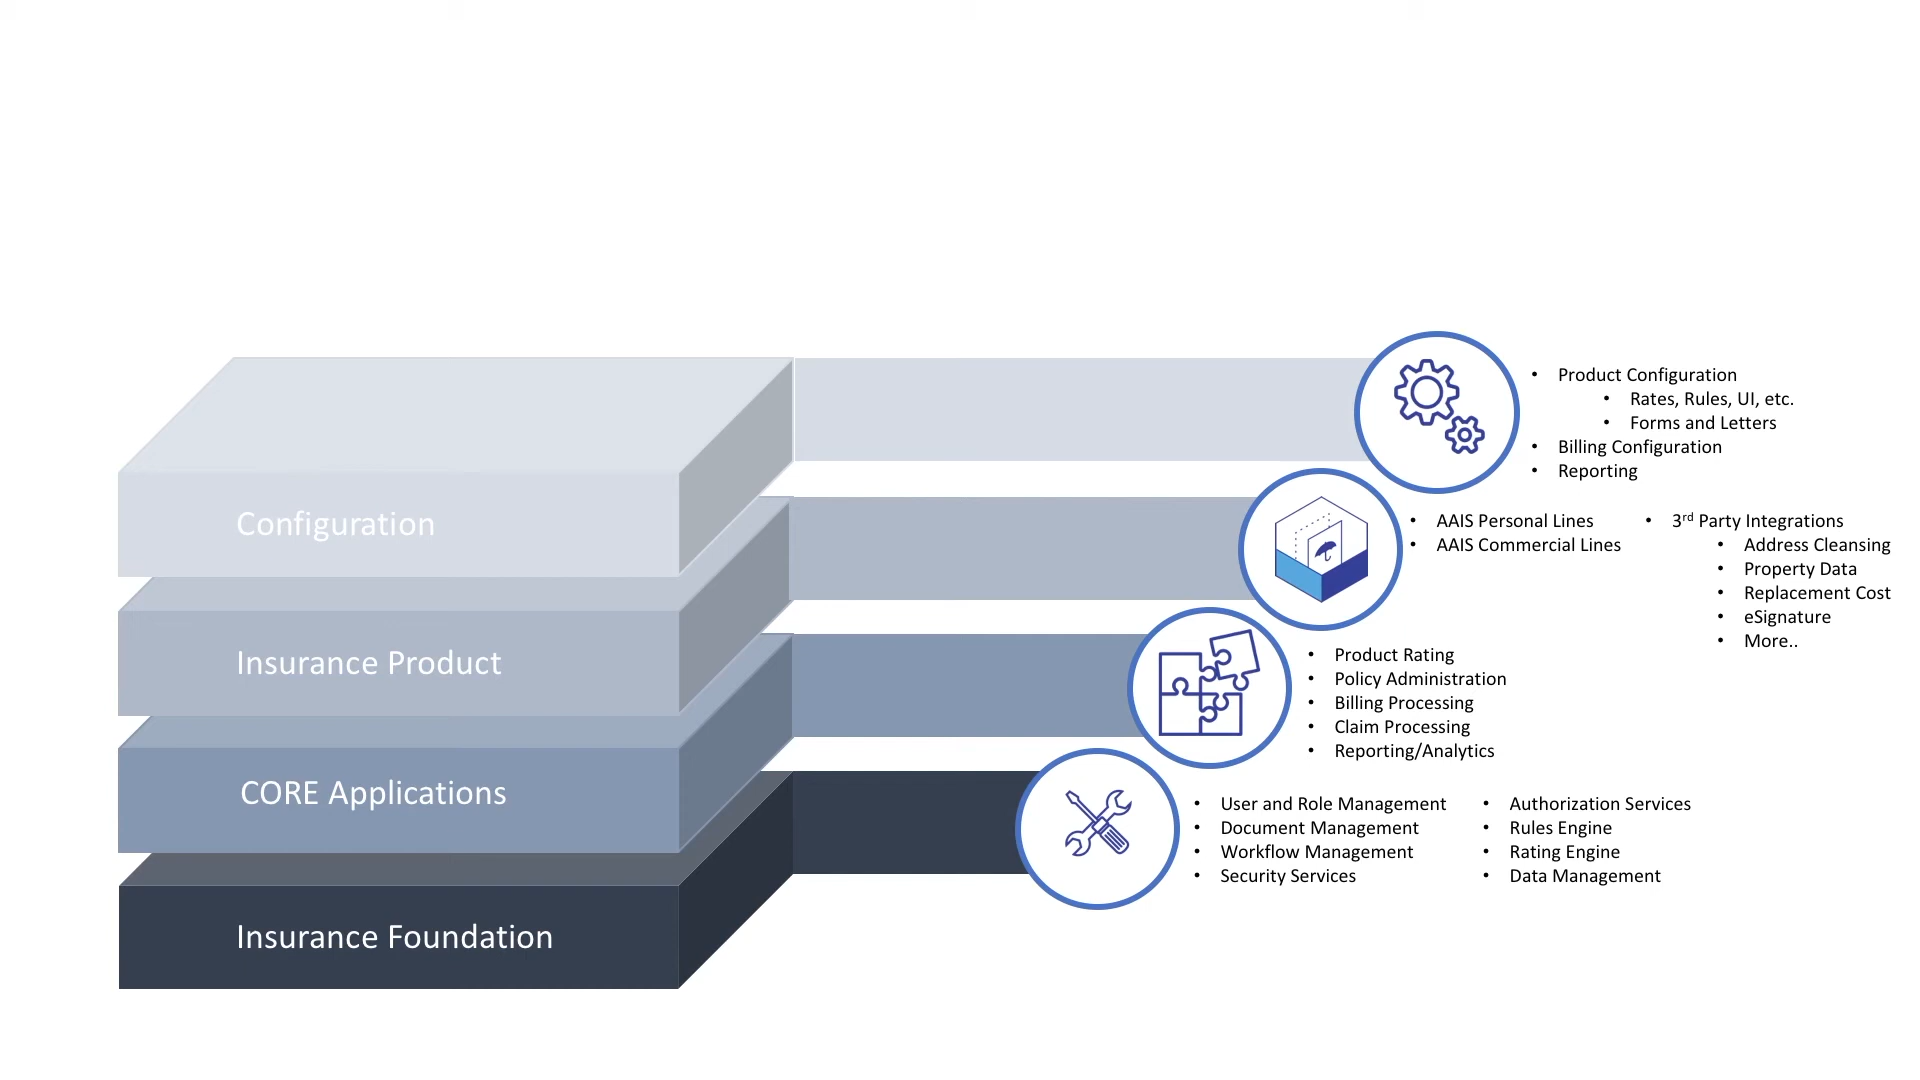 Configuration
• Product Configuration
• Rates, Rules, UI, etc.
• Forms and Letters
• Billing Configuration
• Reporting
Insurance Product
• AAIS Personal Lines
• AAIS Commercial Lines
• 3rd Party Integrations
• Address Cleansing
• Property Data
• Replacement Cost
• eSignature
• More..
CORE Applications
• Product Rating
• Policy Administration
• Billing Processing
• Claim Processing
• Reporting/Analytics
Insurance Foundation
• User and Role Management
• Document Management
• Workflow Management
• Security Services
• Authorization Services
• Rules Engine
• Rating Engine
• Data Management